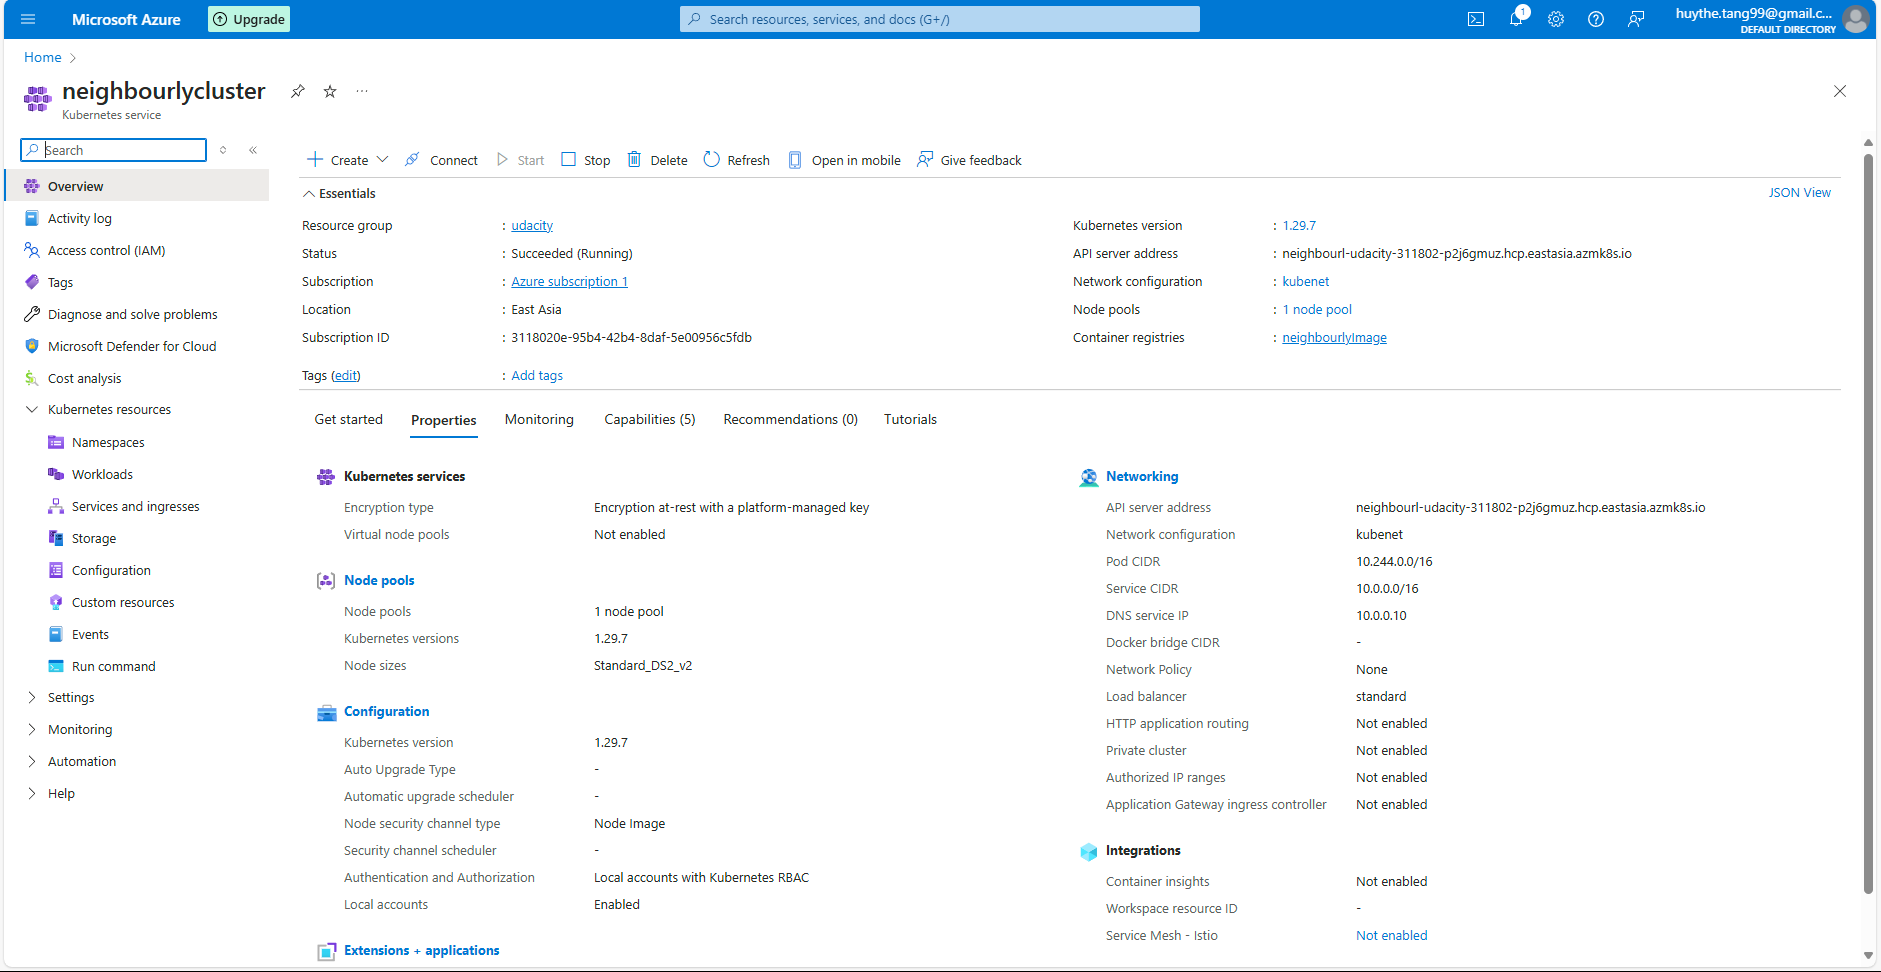 Microsoft Azure
Upgrade
Search resources, services, and docs (G+/)
1
huythe.tang99@gmail.c...
DEFAULT DIRECTORY
Home
neighbourlycluster
Kubernetes service
Search
Overview
Activity log
Access control (IAM)
Tags
Diagnose and solve problems
Microsoft Defender for Cloud
Cost analysis
Kubernetes resources
Namespaces
Workloads
Services and ingresses
Storage
Configuration
Custom resources
Events
Run command
Settings
Monitoring
Automation
Help
Create Connect Start Stop Delete Refresh Open in mobile Give feedback
Essentials
JSON View
Resource group : udacity
Status : Succeeded (Running)
Subscription : Azure subscription 1
Location : East Asia
Subscription ID : 3118020e-95b4-42b4-8daf-5e00956c5fdb
Kubernetes version : 1.29.7
API server address : neighbourl-udacity-311802-p2j6gmuz.hcp.eastasia.azmk8s.io
Network configuration : kubenet
Node pools : 1 node pool
Container registries : neighbourlyImage
Tags (edit) : Add tags
Get started Properties Monitoring Capabilities (5) Recommendations (0) Tutorials
Kubernetes services
Encryption type Encryption at-rest with a platform-managed key
Virtual node pools Not enabled
Node pools
Node pools 1 node pool
Kubernetes versions 1.29.7
Node sizes Standard_DS2_v2
Configuration
Kubernetes version 1.29.7
Auto Upgrade Type -
Automatic upgrade scheduler -
Node security channel type Node Image
Security channel scheduler -
Authentication and Authorization Local accounts with Kubernetes RBAC
Local accounts Enabled
Extensions + applications
Networking
API server address neighbourl-udacity-311802-p2j6gmuz.hcp.eastasia.azmk8s.io
Network configuration kubenet
Pod CIDR 10.244.0.0/16
Service CIDR 10.0.0.0/16
DNS service IP 10.0.0.10
Docker bridge CIDR -
Network Policy None
Load balancer standard
HTTP application routing Not enabled
Private cluster Not enabled
Authorized IP ranges Not enabled
Application Gateway ingress controller Not enabled
Integrations
Container insights Not enabled
Workspace resource ID -
Service Mesh - Istio Not enabled